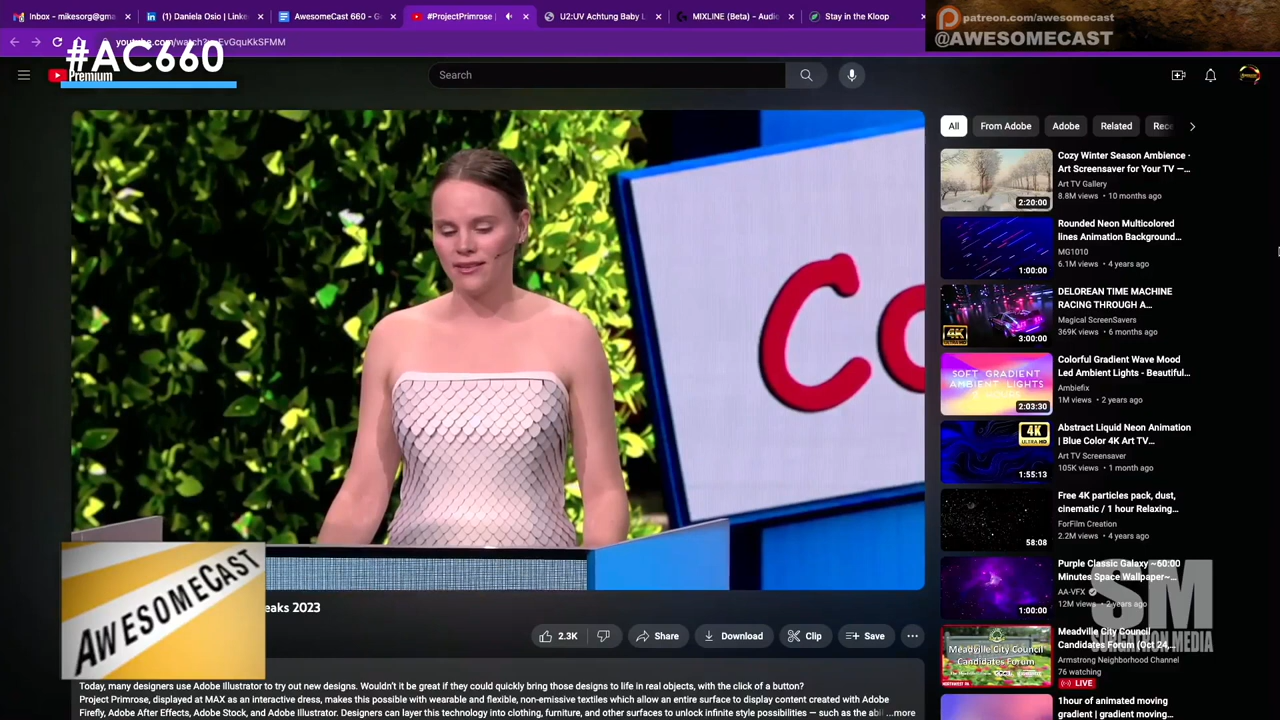 Inbox - mikesorg@gma
(1) Daniela Osio | Linke
AwesomeCast 660 - G
#ProjectPrimrose |
U2:UV Achtung Baby L
MIXLINE (Beta) - Audio
Stay in the Kloop
patreon.com/awesomecast
@AWESOMECAST
#AC660
Premium
Search
All
From Adobe
Adobe
Related
Rece
Co
Cozy Winter Season Ambience ·
Art Screensaver for Your TV —...
Art TV Gallery
8.8M views • 10 months ago
2:20:00
Rounded Neon Multicolored
lines Animation Background...
MG1010
6.1M views • 4 years ago
1:00:00
DELOREAN TIME MACHINE
RACING THROUGH A...
Magical ScreenSavers
369K views • 6 months ago
4K
3:00:00
Colorful Gradient Wave Mood
Led Ambient Lights - Beautiful...
Ambiefix
1M views • 2 years ago
SOFT GRADIENT
AMBIENT LIGHTS
2:03:30
Abstract Liquid Neon Animation
| Blue Color 4K Art TV...
Art TV Screensaver
105K views • 1 month ago
4K
ULTRA HD
1:55:13
Free 4K particles pack, dust,
cinematic / 1 hour Relaxing...
ForFilm Creation
2.2M views • 4 years ago
58:08
Purple Classic Galaxy ~60:00
Minutes Space Wallpaper~...
AA-VFX
12M views • 2 years ago
1:00:00
SM
SORGATRON MEDIA
Meadville City Council
Candidates Forum (Oct 24,...
Armstrong Neighborhood Channel
76 watching
LIVE
Meadville City Council
Candidates Forum
1hour of animated moving
gradient | gradient moving...
AWESOMECAST
eaks 2023
2.3K
Share
Download
Clip
Save
Today, many designers use Adobe Illustrator to try out new designs. Wouldn't it be great if they could quickly bring those designs to life in real objects, with the click of a button?
Project Primrose, displayed at MAX as an interactive dress, makes this possible with wearable and flexible, non-emissive textiles which allow an entire surface to display content created with Adobe
Firefly, Adobe After Effects, Adobe Stock, and Adobe Illustrator. Designers can layer this technology into clothing, furniture, and other surfaces to unlock infinite style possibilities — such as the abil ...more